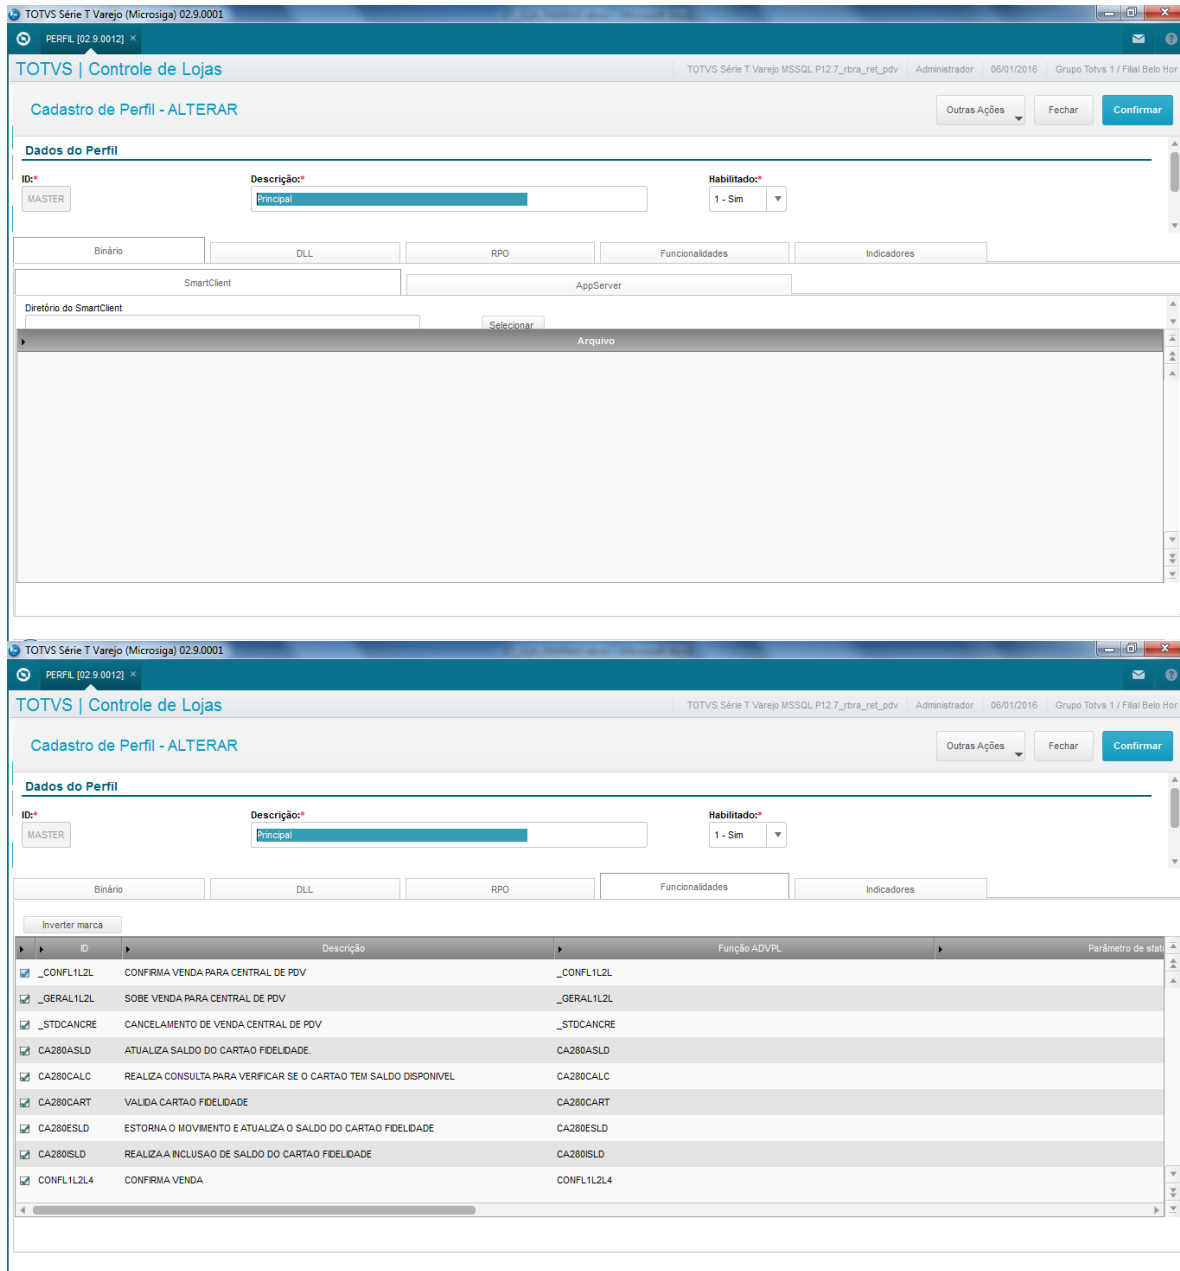 TOTVS Série T Varejo (Microsiga) 02.9.0001
PERFIL [02.9.0012] ×
TOTVS | Controle de Lojas
TOTVS Série T Varejo MSSQL P12.7_rbra_ret_pdv Administrador 06/01/2016 Grupo Totvs 1 / Filial Belo Hor
Cadastro de Perfil - ALTERAR
Outras Ações Fechar Confirmar
Dados do Perfil
ID:* Descrição:* Habilitado:*
MASTER Principal 1 - Sim
Binário DLL RPO Funcionalidades Indicadores
SmartClient AppServer
Diretório do SmartClient
Selecionar
Arquivo
TOTVS Série T Varejo (Microsiga) 02.9.0001
PERFIL [02.9.0012] ×
TOTVS | Controle de Lojas
TOTVS Série T Varejo MSSQL P12.7_rbra_ret_pdv Administrador 06/01/2016 Grupo Totvs 1 / Filial Belo Hor
Cadastro de Perfil - ALTERAR
Outras Ações Fechar Confirmar
Dados do Perfil
ID:* Descrição:* Habilitado:*
MASTER Principal 1 - Sim
Binário DLL RPO Funcionalidades Indicadores
Inverter marca
ID Descrição Função ADVPL Parâmetro de stat
_CONFL1L2L CONFIRMA VENDA PARA CENTRAL DE PDV _CONFL1L2L
_GERAL1L2L SOBE VENDA PARA CENTRAL DE PDV _GERAL1L2L
_STDCANCRE CANCELAMENTO DE VENDA CENTRAL DE PDV _STDCANCRE
CA280ASLD ATUALIZA SALDO DO CARTAO FIDELIDADE. CA280ASLD
CA280CALC REALIZA CONSULTA PARA VERIFICAR SE O CARTAO TEM SALDO DISPONIVEL CA280CALC
CA280CART VALIDA CARTAO FIDELIDADE CA280CART
CA280ESLD ESTORNA O MOVIMENTO E ATUALIZA O SALDO DO CARTAO FIDELIDADE CA280ESLD
CA280ISLD REALIZA A INCLUSAO DE SALDO DO CARTAO FIDELIDADE CA280ISLD
CONFL1L2L4 CONFIRMA VENDA CONFL1L2L4